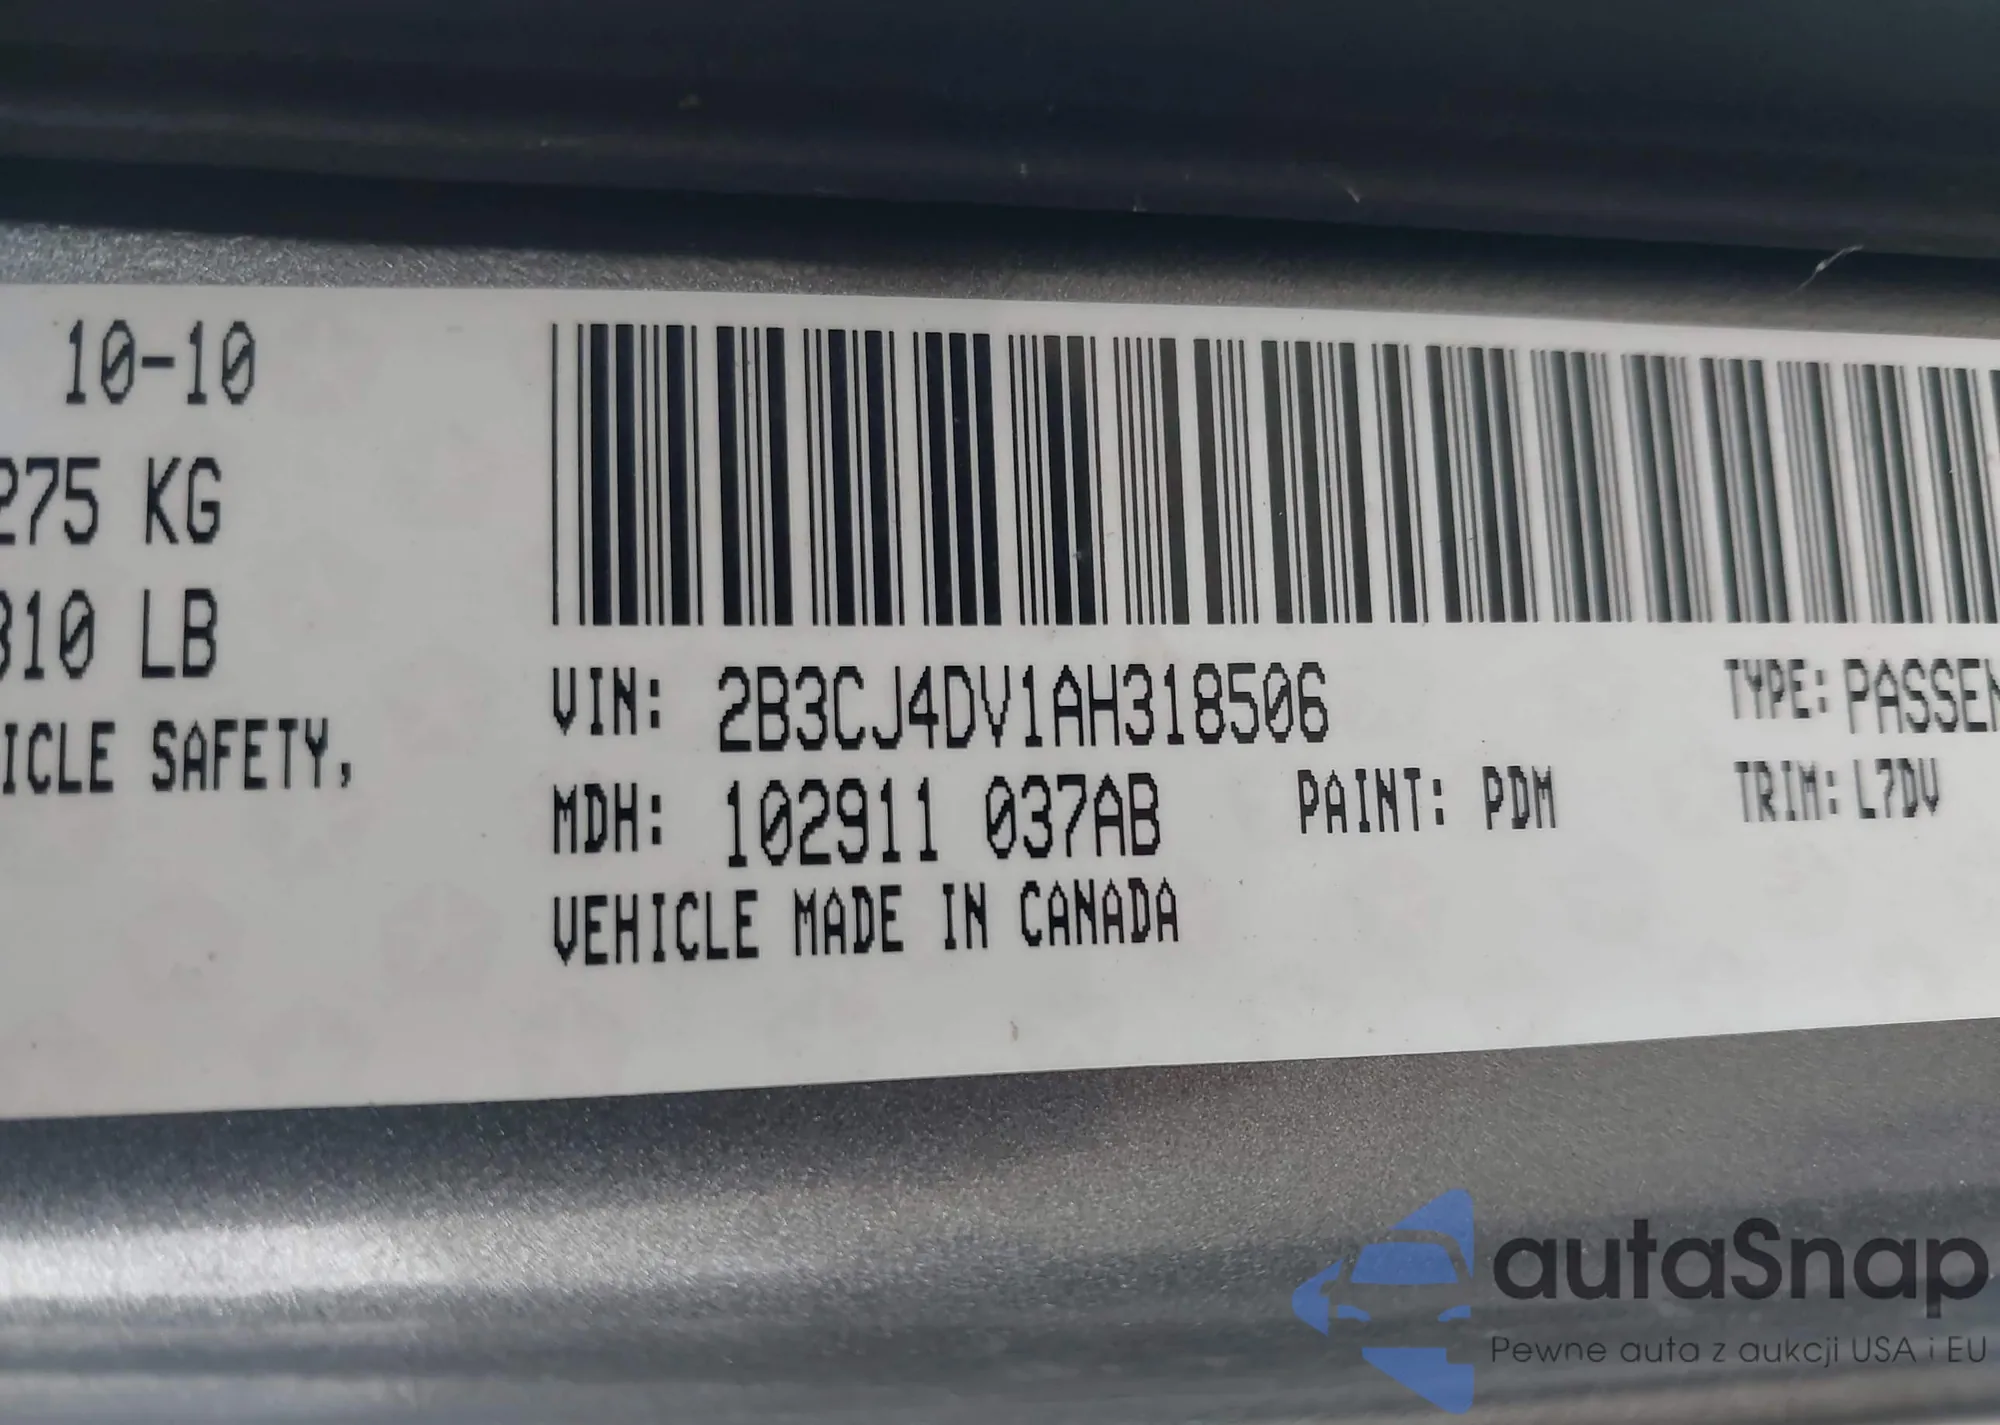 10-10
275 KG
310 LB
ICLE SAFETY,
VIN: 2B3CJ4DV1AH318506
TYPE: PASSEN
MDH: 102911 037AB
PAINT: PDM
TRIM: L7DV
VEHICLE MADE IN CANADA
autaSnap
Pewne auta z aukcji USA i EU